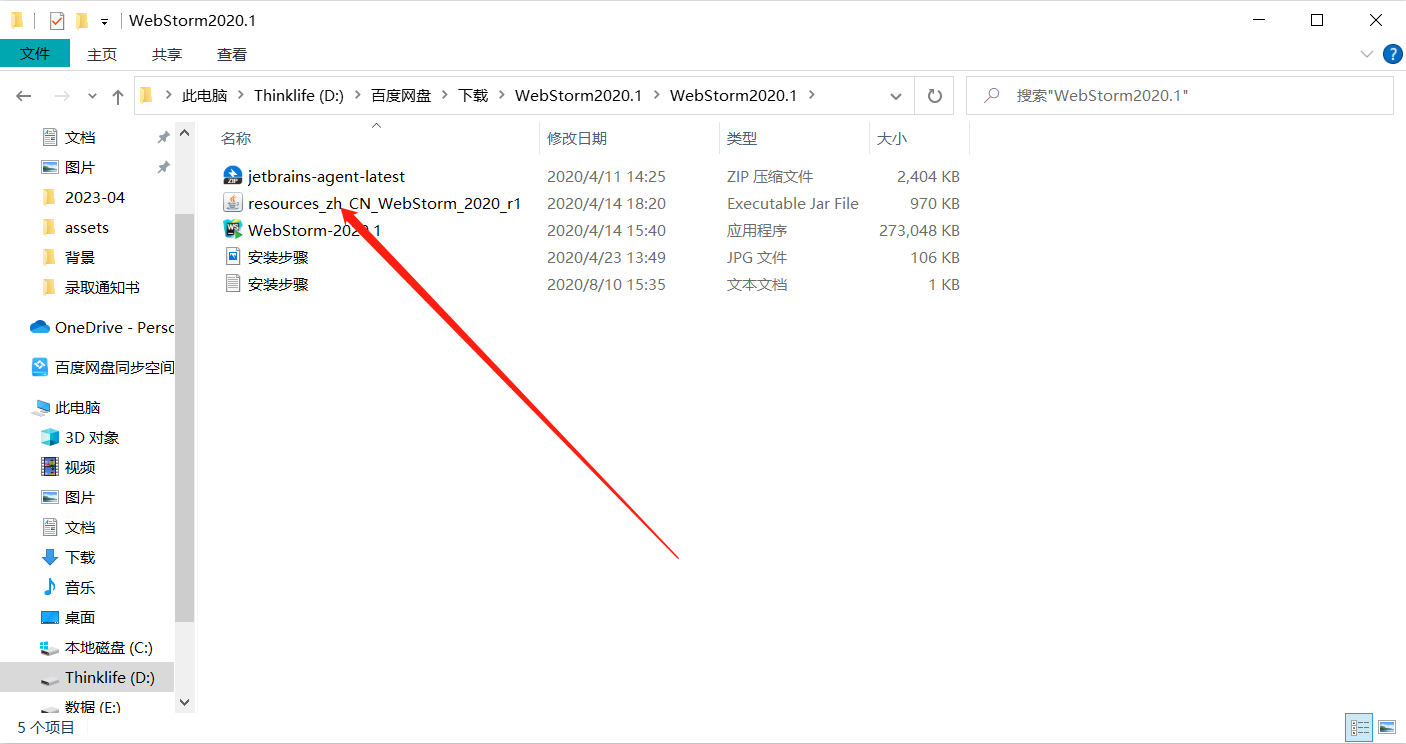 WebStorm2020.1
文件 主页 共享 查看
此电脑 Thinklife (D:) 百度网盘 下载 WebStorm2020.1 WebStorm2020.1
搜索"WebStorm2020.1"
名称 修改日期 类型 大小
jetbrains-agent-latest 2020/4/11 14:25 ZIP 压缩文件 2,404 KB
resources_zh_CN_WebStorm_2020_r1 2020/4/14 18:20 Executable Jar File 970 KB
WebStorm-2020.1 2020/4/14 15:40 应用程序 273,048 KB
安装步骤 2020/4/23 13:49 JPG 文件 106 KB
安装步骤 2020/8/10 15:35 文本文档 1 KB
文档
图片
2023-04
assets
背景
录取通知书
OneDrive - Persc
百度网盘同步空间
此电脑
3D 对象
视频
图片
文档
下载
音乐
桌面
本地磁盘 (C:)
Thinklife (D:)
数据 (E:)
5 个项目